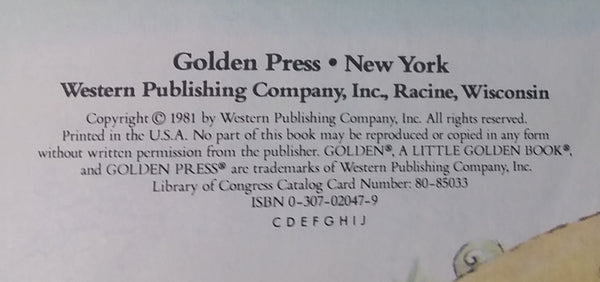 Golden Press • New York
Western Publishing Company, Inc., Racine, Wisconsin
Copyright © 1981 by Western Publishing Company, Inc. All rights reserved.
Printed in the U.S.A. No part of this book may be reproduced or copied in any form
without written permission from the publisher. GOLDEN®, A LITTLE GOLDEN BOOK®,
and GOLDEN PRESS® are trademarks of Western Publishing Company, Inc.
Library of Congress Catalog Card Number: 80-85033
ISBN 0-307-02047-9
C D E F G H I J